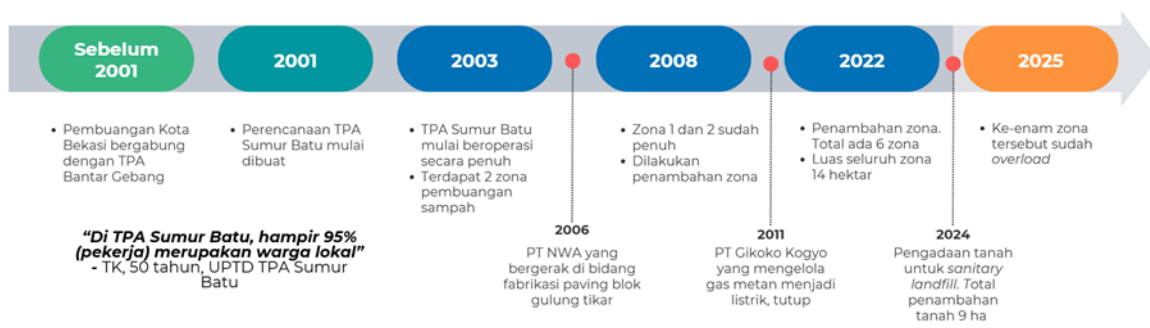 Sebelum
2001
2001
2003
2008
2022
2025
• Pembuangan Kota
Bekasi bergabung
dengan TPA
Bantar Gebang
• Perencanaan TPA
Sumur Batu mulai
dibuat
• TPA Sumur Batu
mulai beroperasi
secara penuh
• Terdapat 2 zona
pembuangan
sampah
• Zona 1 dan 2 sudah
penuh
• Dilakukan
penambahan zona
• Penambahan zona.
Total ada 6 zona
• Luas seluruh zona
14 hektar
• Ke-enam zona
tersebut sudah
overload
“Di TPA Sumur Batu, hampir 95%
(pekerja) merupakan warga lokal”
- TK, 50 tahun, UPTD TPA Sumur
Batu
2006
PT NWA yang
bergerak di bidang
fabrikasi paving blok
gulung tikar
2011
PT Gikoko Kogyo
yang mengelola
gas metan menjadi
listrik, tutup
2024
Pengadaan tanah
untuk sanitary
landfill. Total
penambahan
tanah 9 ha